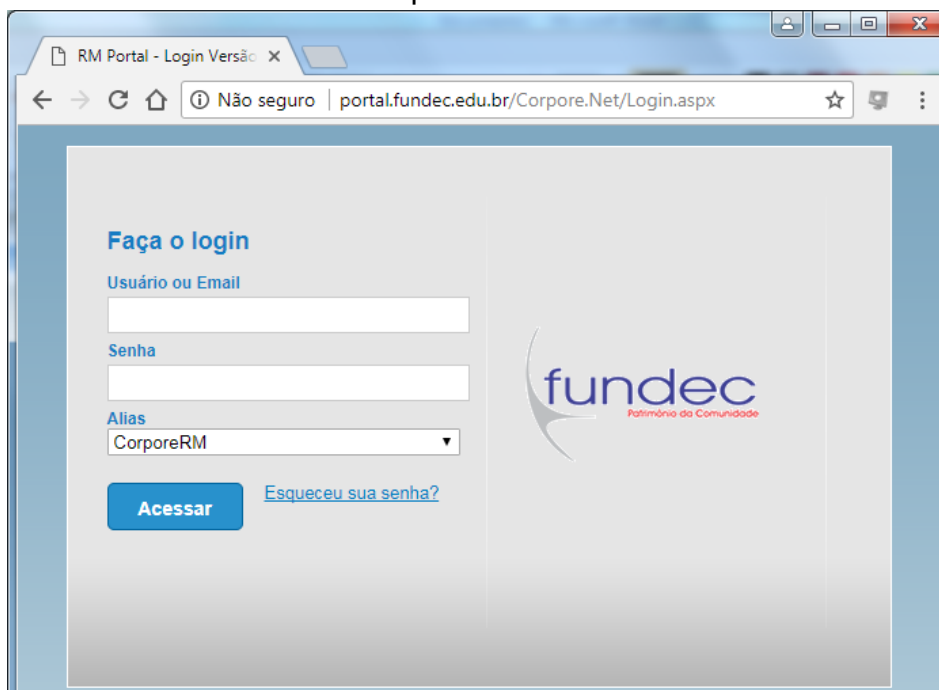 RM Portal - Login Versão
Não seguro | portal.fundec.edu.br/Corpore.Net/Login.aspx
Faça o login
Usuário ou Email
Senha
Alias
CorporeRM
Acessar
Esqueceu sua senha?
fundec
Patrimônio da Comunidade